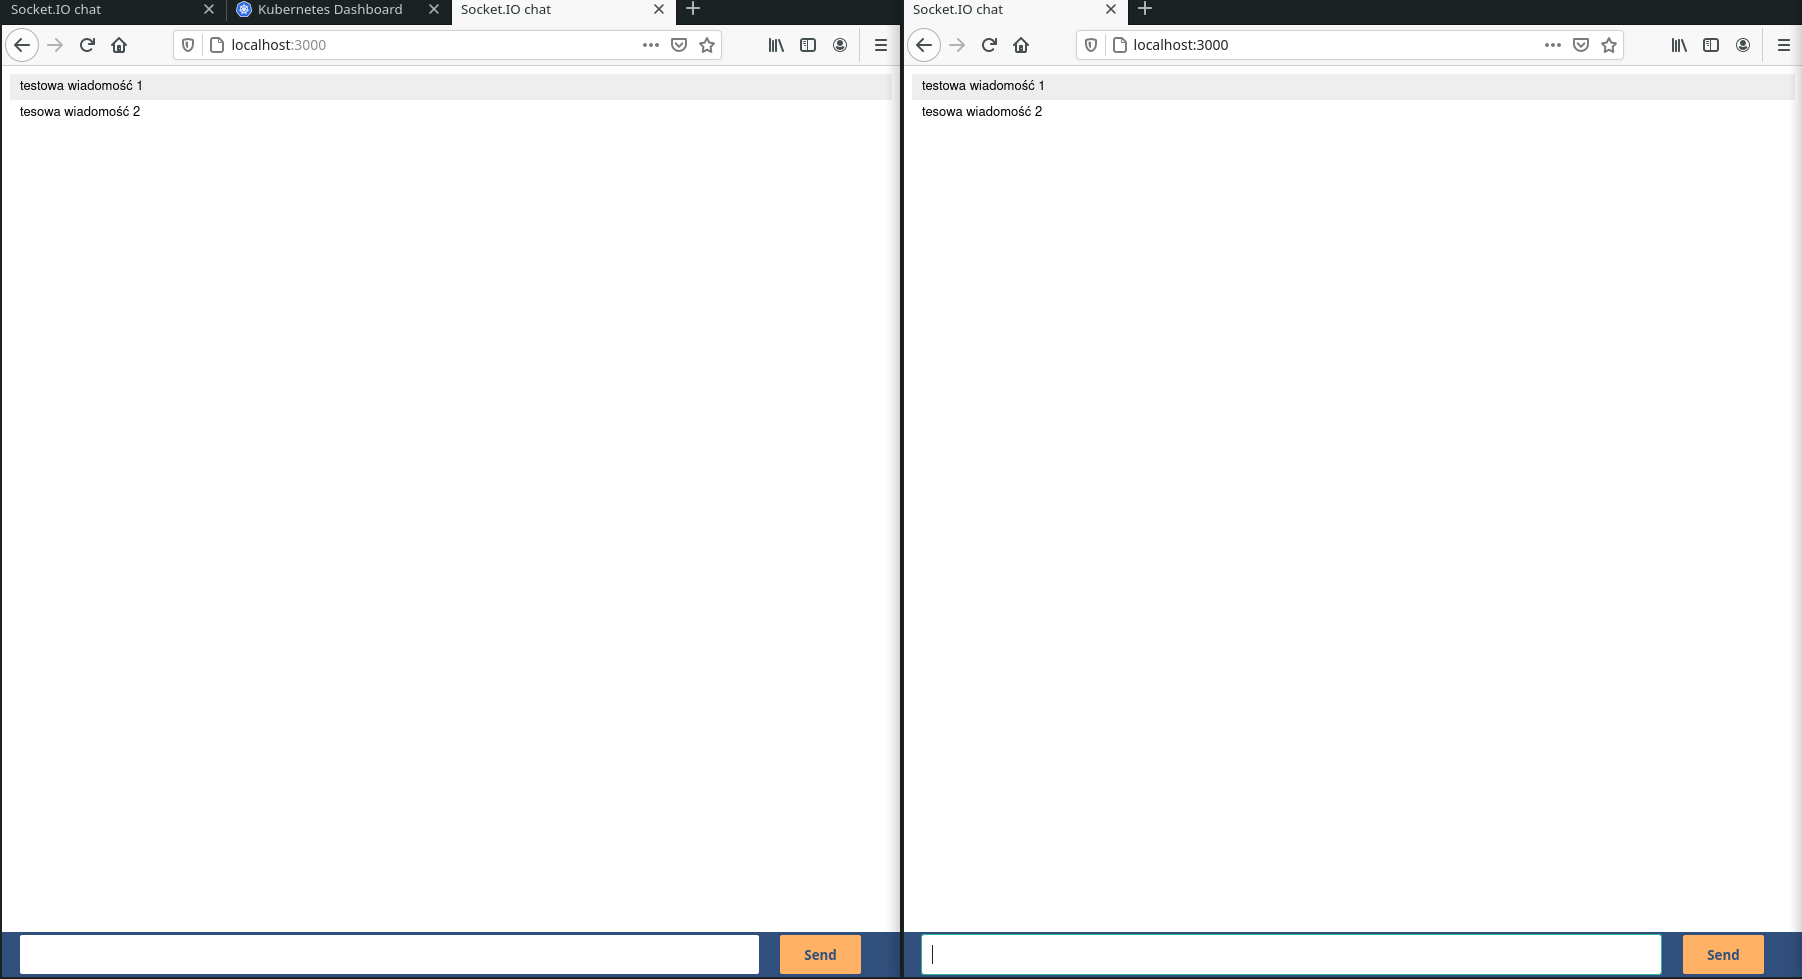 Socket.IO chat
Kubernetes Dashboard
Socket.IO chat
localhost:3000
testowa wiadomość 1
tesowa wiadomość 2
Send
Socket.IO chat
localhost:3000
testowa wiadomość 1
tesowa wiadomość 2
Send